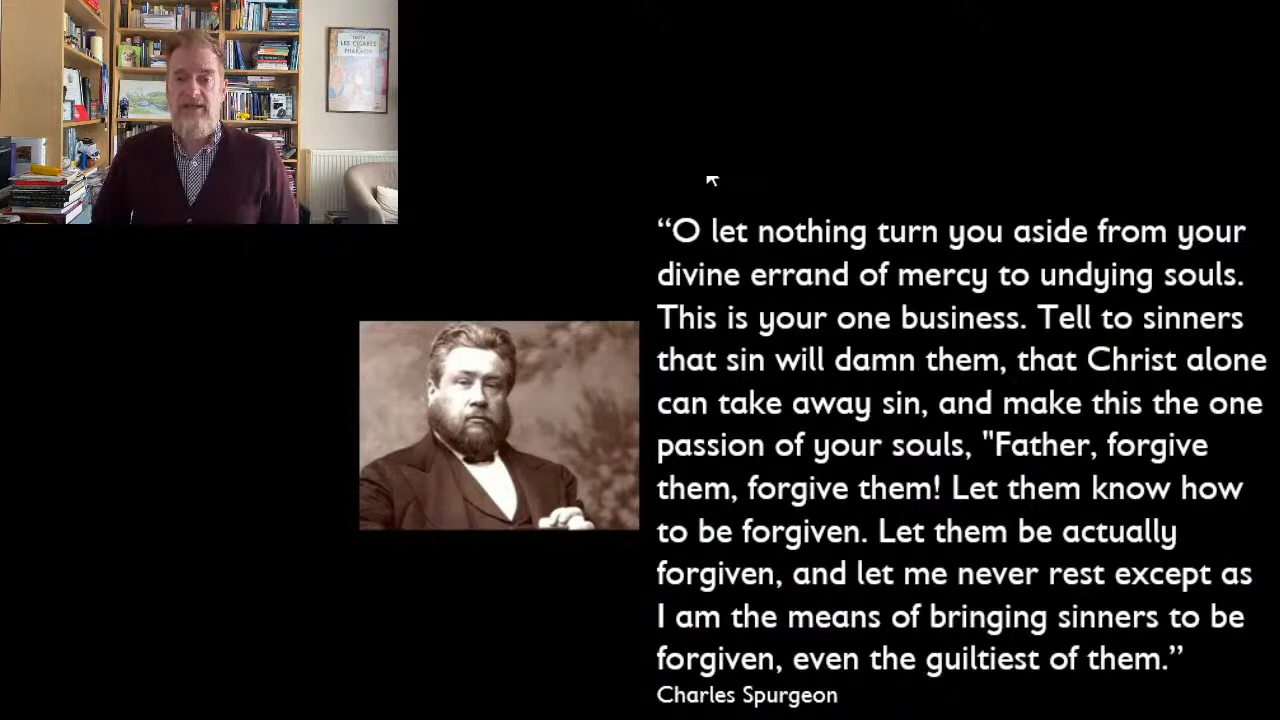 LES CIGARES
DU
PHARAON
“O let nothing turn you aside from your
divine errand of mercy to undying souls.
This is your one business. Tell to sinners
that sin will damn them, that Christ alone
can take away sin, and make this the one
passion of your souls, "Father, forgive
them, forgive them! Let them know how
to be forgiven. Let them be actually
forgiven, and let me never rest except as
I am the means of bringing sinners to be
forgiven, even the guiltiest of them.”
Charles Spurgeon